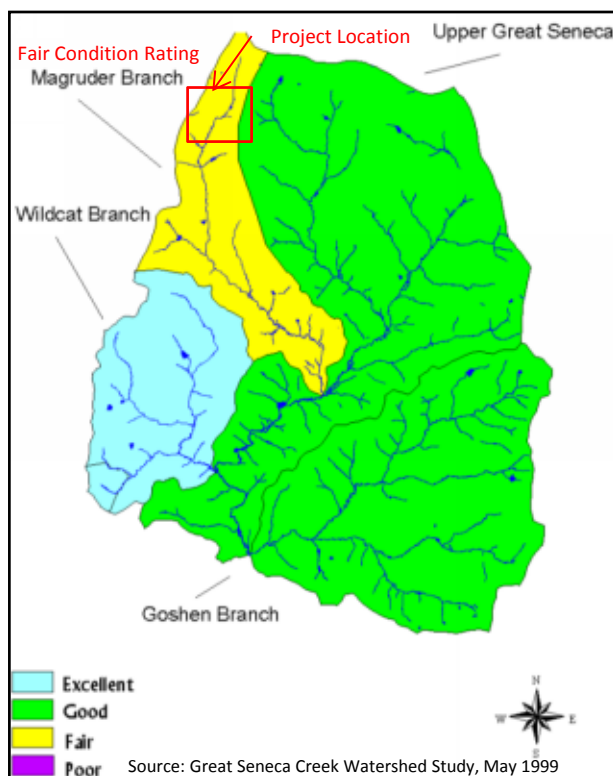 Project Location
Upper Great Seneca
Fair Condition Rating
Magruder Branch
Wildcat Branch
Goshen Branch
Excellent
Good
Fair
Poor
N
W E
S
Source: Great Seneca Creek Watershed Study, May 1999